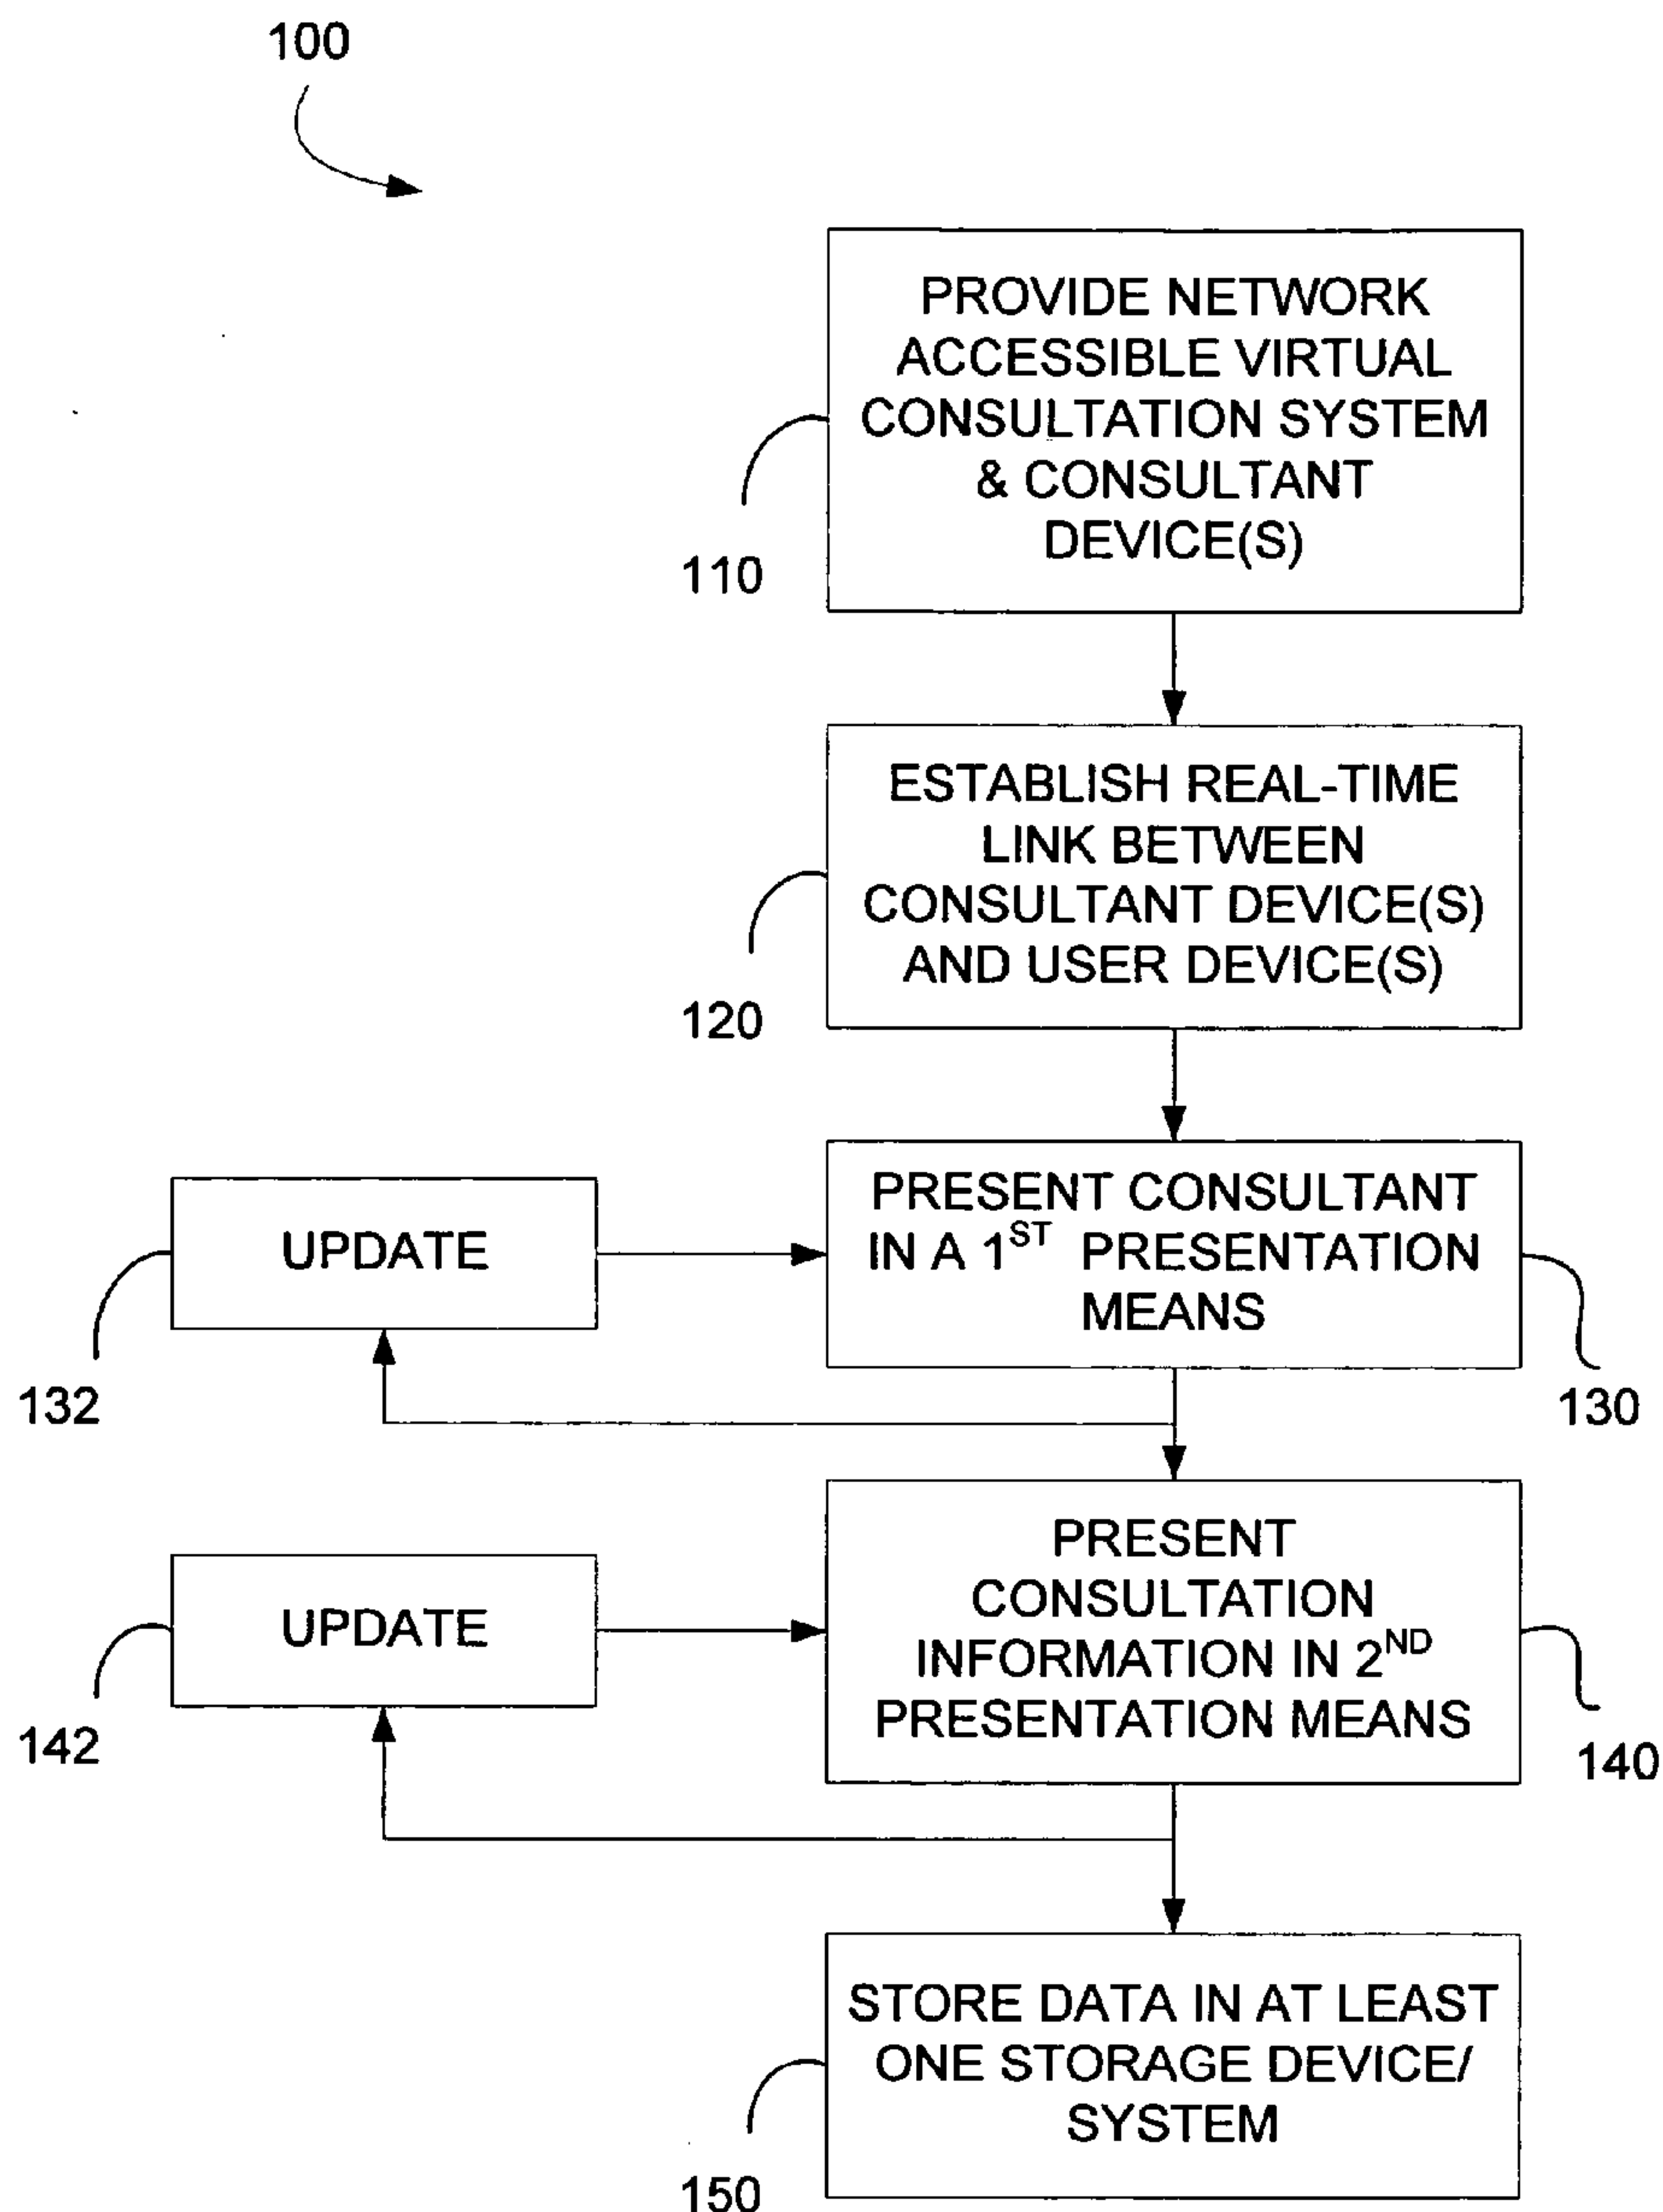 100
PROVIDE NETWORK
ACCESSIBLE VIRTUAL
CONSULTATION SYSTEM
& CONSULTANT
DEVICE(S)
110
ESTABLISH REAL-TIME
LINK BETWEEN
CONSULTANT DEVICE(S)
AND USER DEVICE(S)
120
UPDATE
132
PRESENT CONSULTANT
IN A 1ST PRESENTATION
MEANS
130
UPDATE
142
PRESENT
CONSULTATION
INFORMATION IN 2ND
PRESENTATION MEANS
140
STORE DATA IN AT LEAST
ONE STORAGE DEVICE/
SYSTEM
150